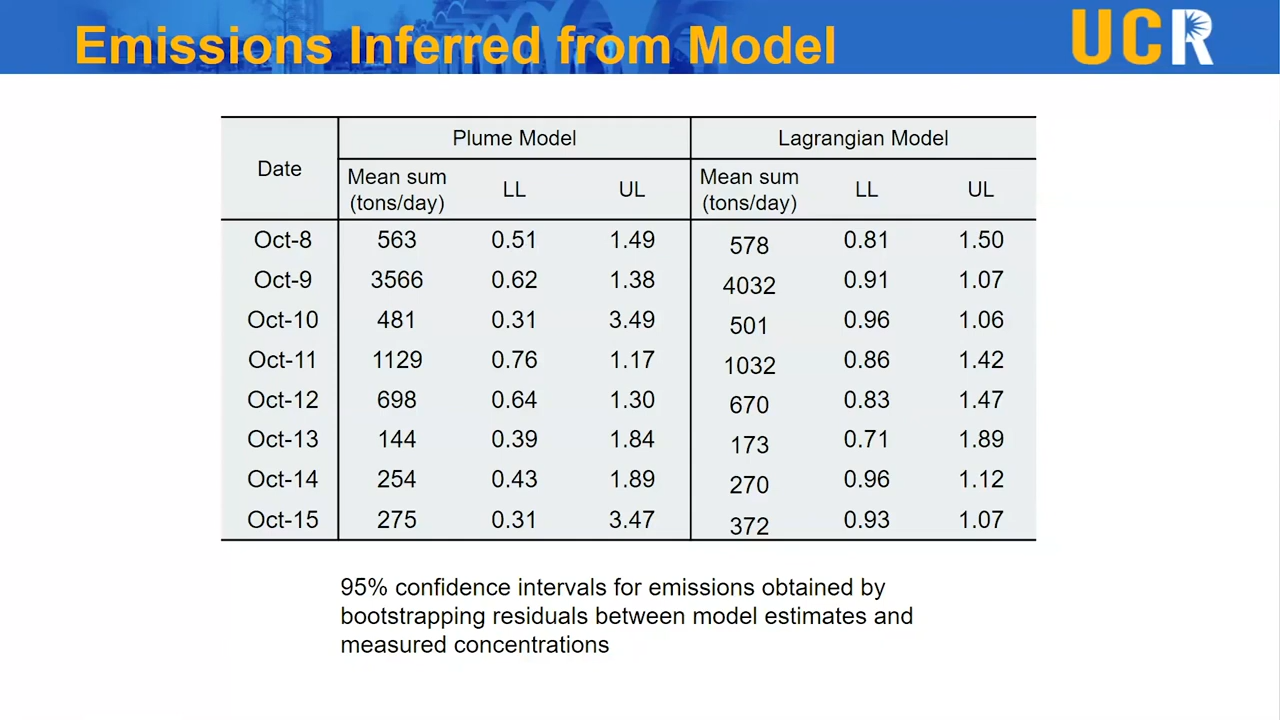 Emissions Inferred from Model
UCR
Date Plume Model Lagrangian Model
Mean sum (tons/day) LL UL Mean sum (tons/day) LL UL
Oct-8 563 0.51 1.49 578 0.81 1.50
Oct-9 3566 0.62 1.38 4032 0.91 1.07
Oct-10 481 0.31 3.49 501 0.96 1.06
Oct-11 1129 0.76 1.17 1032 0.86 1.42
Oct-12 698 0.64 1.30 670 0.83 1.47
Oct-13 144 0.39 1.84 173 0.71 1.89
Oct-14 254 0.43 1.89 270 0.96 1.12
Oct-15 275 0.31 3.47 372 0.93 1.07
95% confidence intervals for emissions obtained by
bootstrapping residuals between model estimates and
measured concentrations